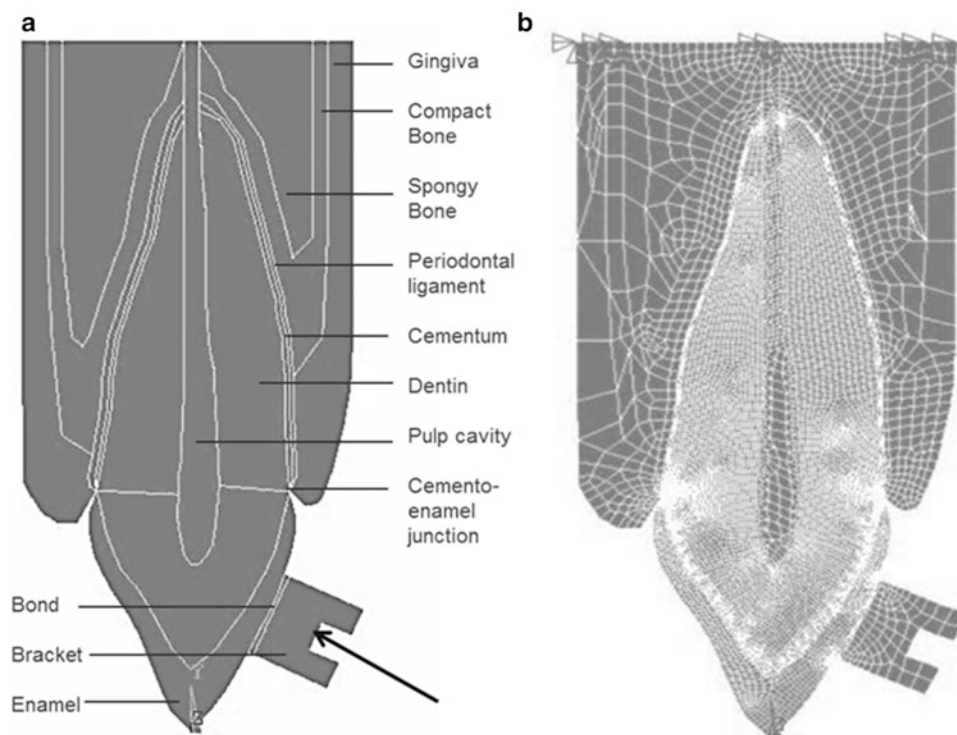 a
b
Gingiva
Compact
Bone
Spongy
Bone
Periodontal
ligament
Cementum
Dentin
Pulp cavity
Cemento-
enamel
junction
Bond
Bracket
Enamel